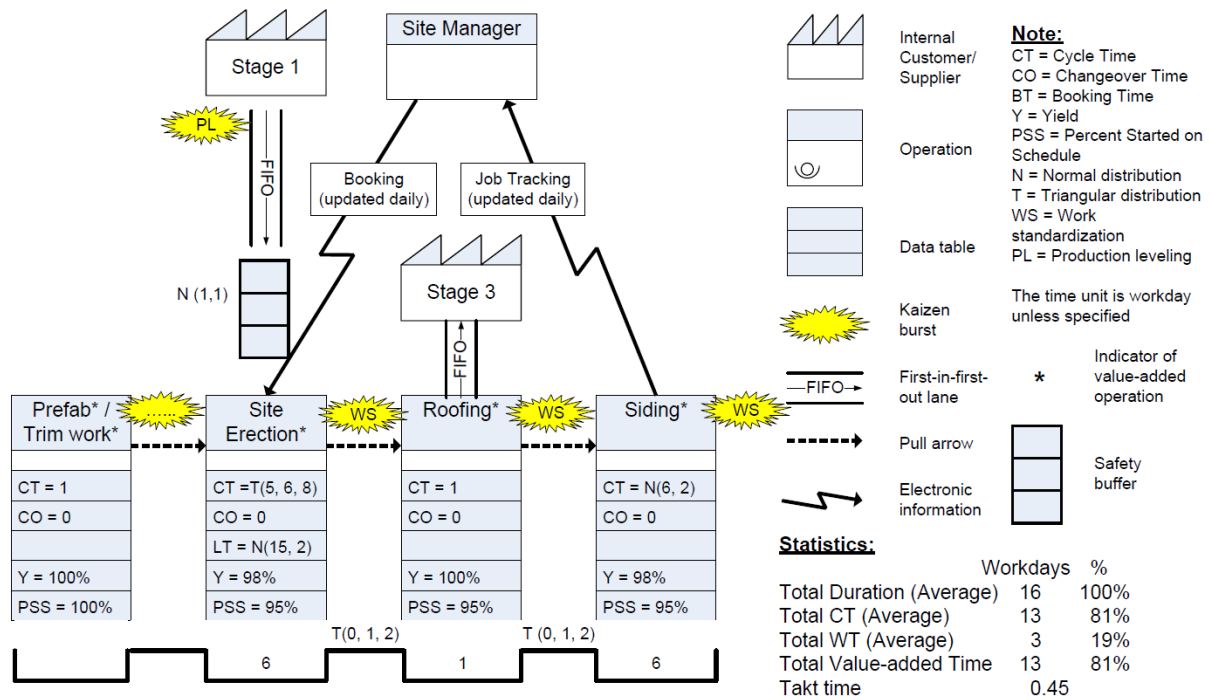 Stage 1
Site Manager
PL
FIFO
Booking
(updated daily)
Job Tracking
(updated daily)
N (1,1)
Stage 3
FIFO
Prefab* /
Trim work*
CT = 1
CO = 0
Y = 100%
PSS = 100%
.......
Site
Erection*
CT =T(5, 6, 8)
CO = 0
LT = N(15, 2)
Y = 98%
PSS = 95%
WS
Roofing*
CT = 1
CO = 0
Y = 100%
PSS = 95%
WS
Siding*
CT = N(6, 2)
CO = 0
Y = 98%
PSS = 95%
WS
T(0, 1, 2)
T (0, 1, 2)
6
1
6
Internal
Customer/
Supplier
Operation
Data table
Kaizen
burst
FIFO
First-in-first-
out lane
Pull arrow
Electronic
information
Note:
CT = Cycle Time
CO = Changeover Time
BT = Booking Time
Y = Yield
PSS = Percent Started on
Schedule
N = Normal distribution
T = Triangular distribution
WS = Work
standardization
PL = Production leveling
The time unit is workday
unless specified
*
Indicator of
value-added
operation
Safety
buffer
Statistics:
Workdays %
Total Duration (Average) 16 100%
Total CT (Average) 13 81%
Total WT (Average) 3 19%
Total Value-added Time 13 81%
Takt time 0.45